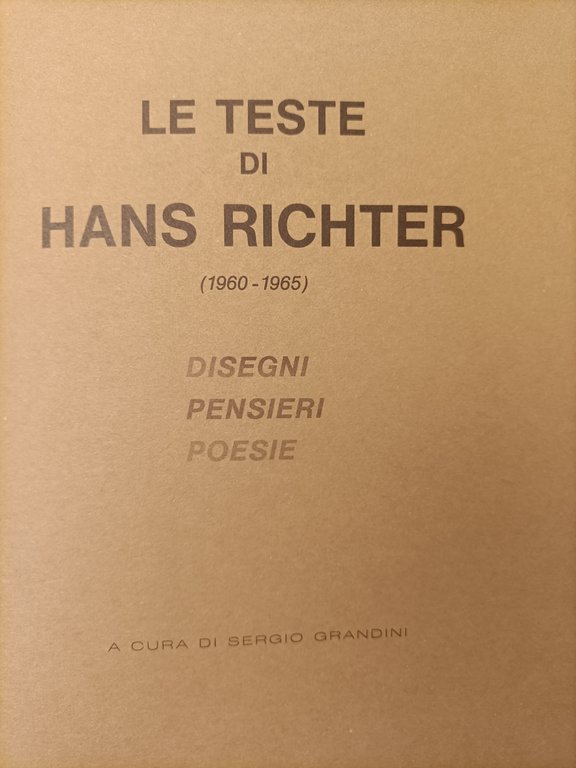 LE TESTE
DI
HANS RICHTER
(1960-1965)
DISEGNI
PENSIERI
POESIE
A CURA DI SERGIO GRANDINI